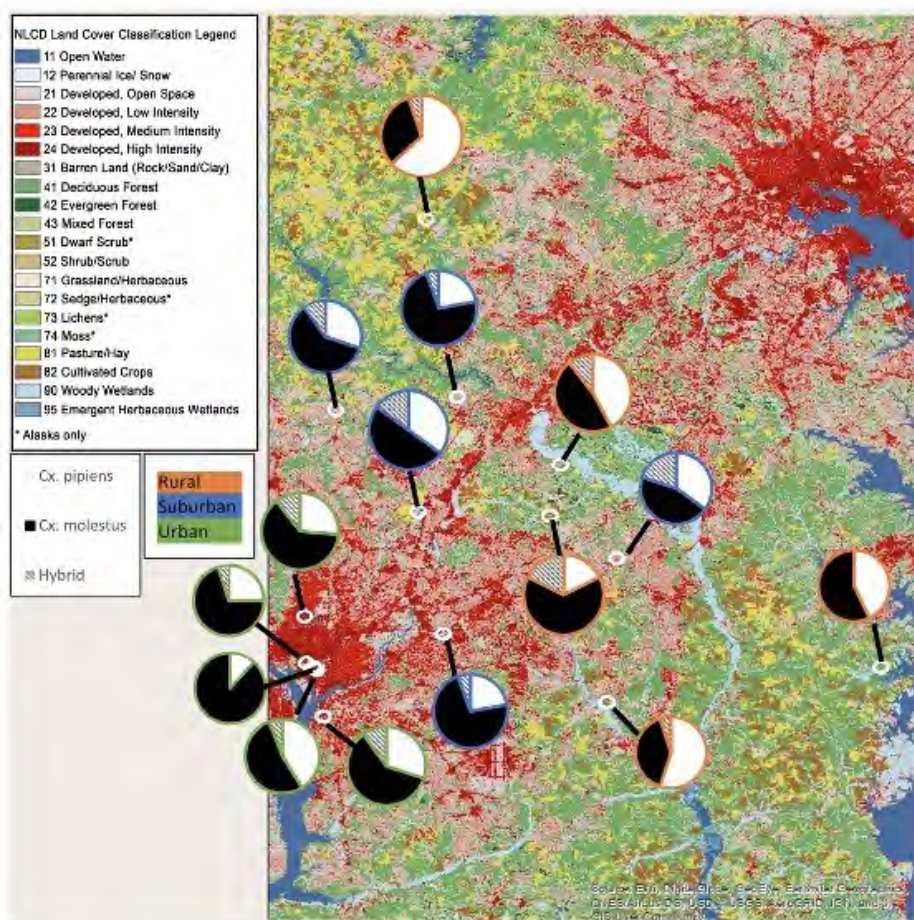 NLCD Land Cover Classification Legend
11 Open Water
12 Perennial Ice/ Snow
21 Developed, Open Space
22 Developed, Low Intensity
23 Developed, Medium Intensity
24 Developed, High Intensity
31 Barren Land (Rock/Sand/Clay)
41 Deciduous Forest
42 Evergreen Forest
43 Mixed Forest
51 Dwarf Scrub*
52 Shrub/Scrub
71 Grassland/Herbaceous
72 Sedge/Herbaceous*
73 Lichens*
74 Moss*
81 Pasture/Hay
82 Cultivated Crops
90 Woody Wetlands
95 Emergent Herbaceous Wetlands
* Alaska only
Cx. pipiens
Cx. molestus
Hybrid
Rural
Suburban
Urban